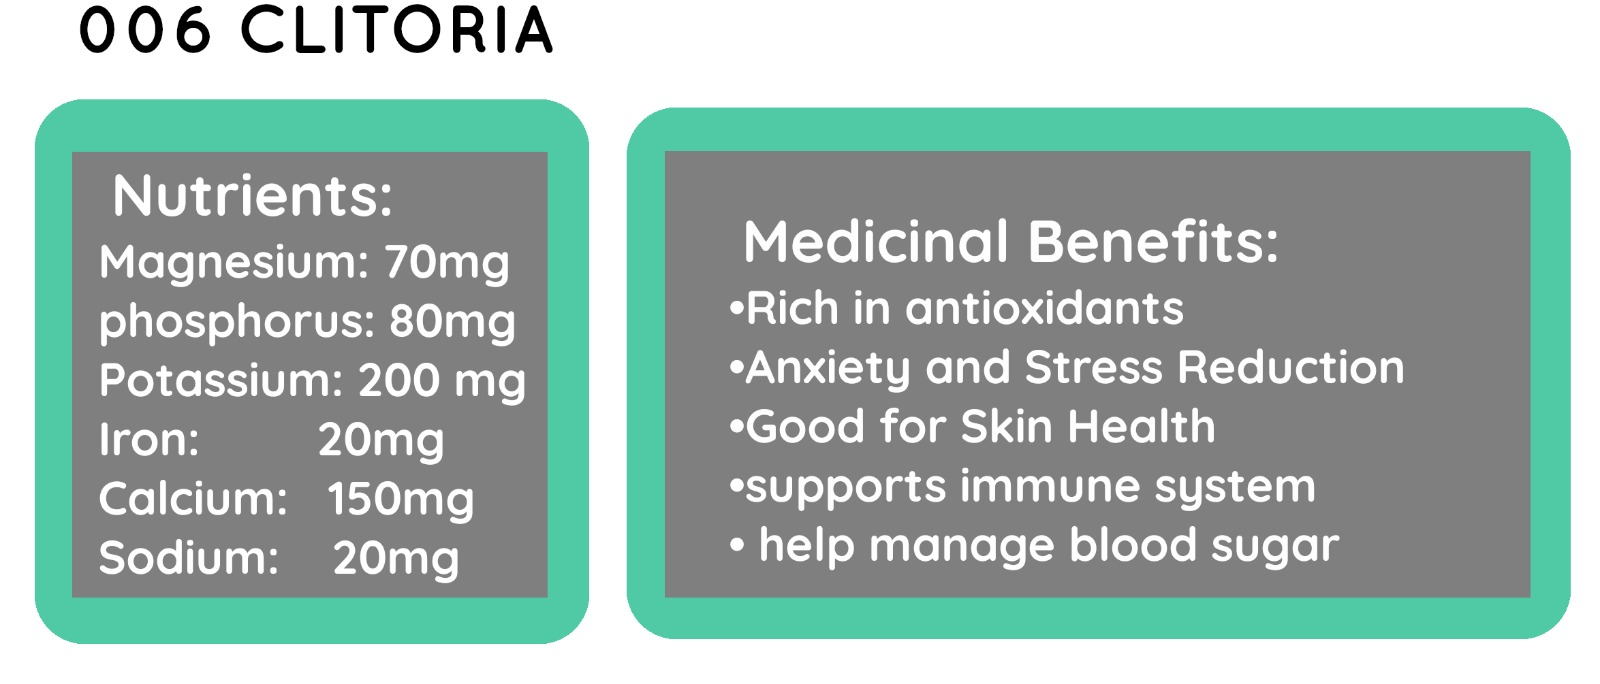 006 CLITORIA
Nutrients:
Magnesium: 70mg
phosphorus: 80mg
Potassium: 200 mg
Iron: 20mg
Calcium: 150mg
Sodium: 20mg
Medicinal Benefits:
•Rich in antioxidants
•Anxiety and Stress Reduction
•Good for Skin Health
•supports immune system
• help manage blood sugar